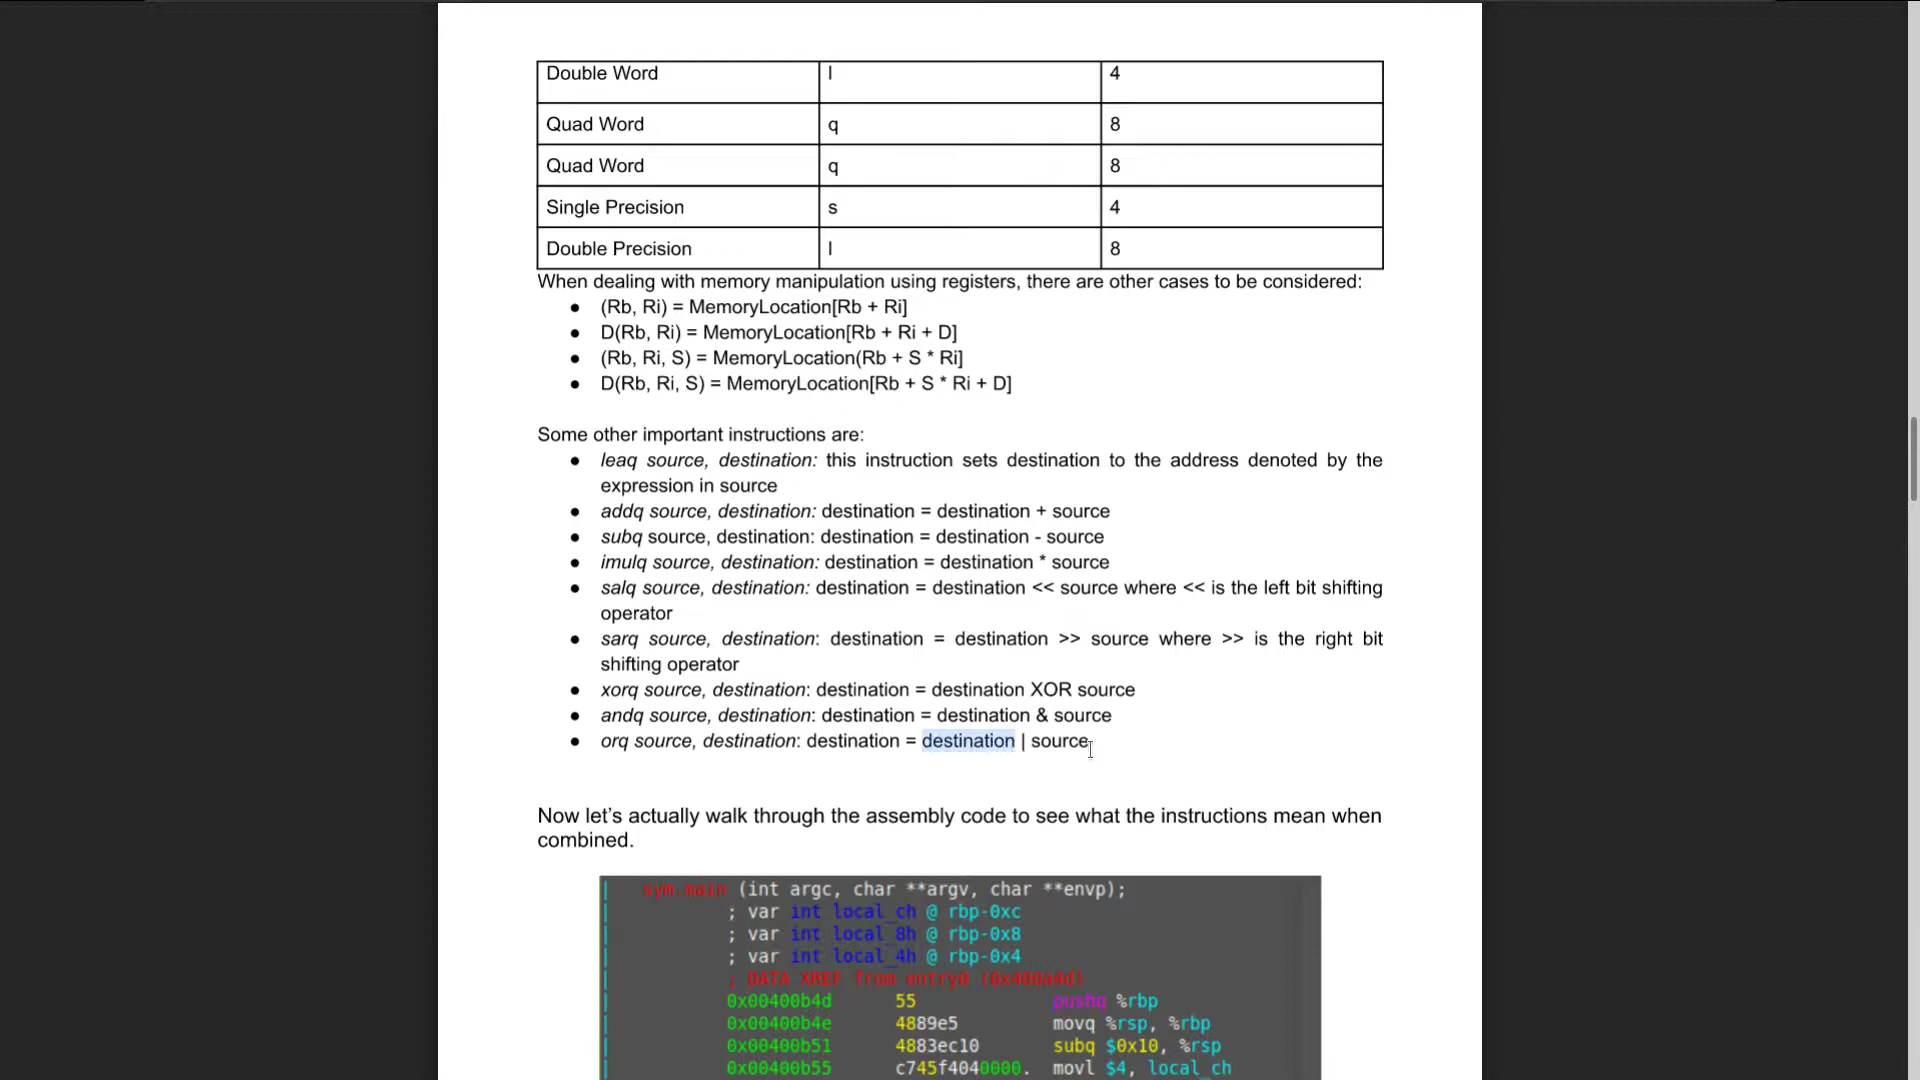 Double Word l 4
Quad Word q 8
Quad Word q 8
Single Precision s 4
Double Precision l 8
When dealing with memory manipulation using registers, there are other cases to be considered:
● (Rb, Ri) = MemoryLocation[Rb + Ri]
● D(Rb, Ri) = MemoryLocation[Rb + Ri + D]
● (Rb, Ri, S) = MemoryLocation(Rb + S * Ri]
● D(Rb, Ri, S) = MemoryLocation[Rb + S * Ri + D]
Some other important instructions are:
● leaq source, destination: this instruction sets destination to the address denoted by the
expression in source
● addq source, destination: destination = destination + source
● subq source, destination: destination = destination - source
● imulq source, destination: destination = destination * source
● salq source, destination: destination = destination << source where << is the left bit shifting
operator
● sarq source, destination: destination = destination >> source where >> is the right bit
shifting operator
● xorq source, destination: destination = destination XOR source
● andq source, destination: destination = destination & source
● orq source, destination: destination = destination | source
Now let’s actually walk through the assembly code to see what the instructions mean when
combined.
sym.main (int argc, char **argv, char **envp);
; var int local_ch @ rbp-0xc
; var int local_8h @ rbp-0x8
; var int local_4h @ rbp-0x4
; DATA XREF from entry0 (0x400a4d)
0x00400b4d 55 pushq %rbp
0x00400b4e 4889e5 movq %rsp, %rbp
0x00400b51 4883ec10 subq $0x10, %rsp
0x00400b55 c745f4040000. movl $4, local_ch